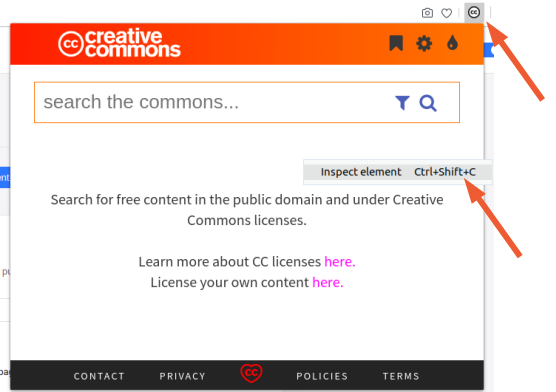 cc
cc creative
commons
search the commons...
Inspect element Ctrl+Shift+C
Search for free content in the public domain and under Creative
Commons licenses.
Learn more about CC licenses here.
License your own content here.
CONTACT PRIVACY CC POLICIES TERMS